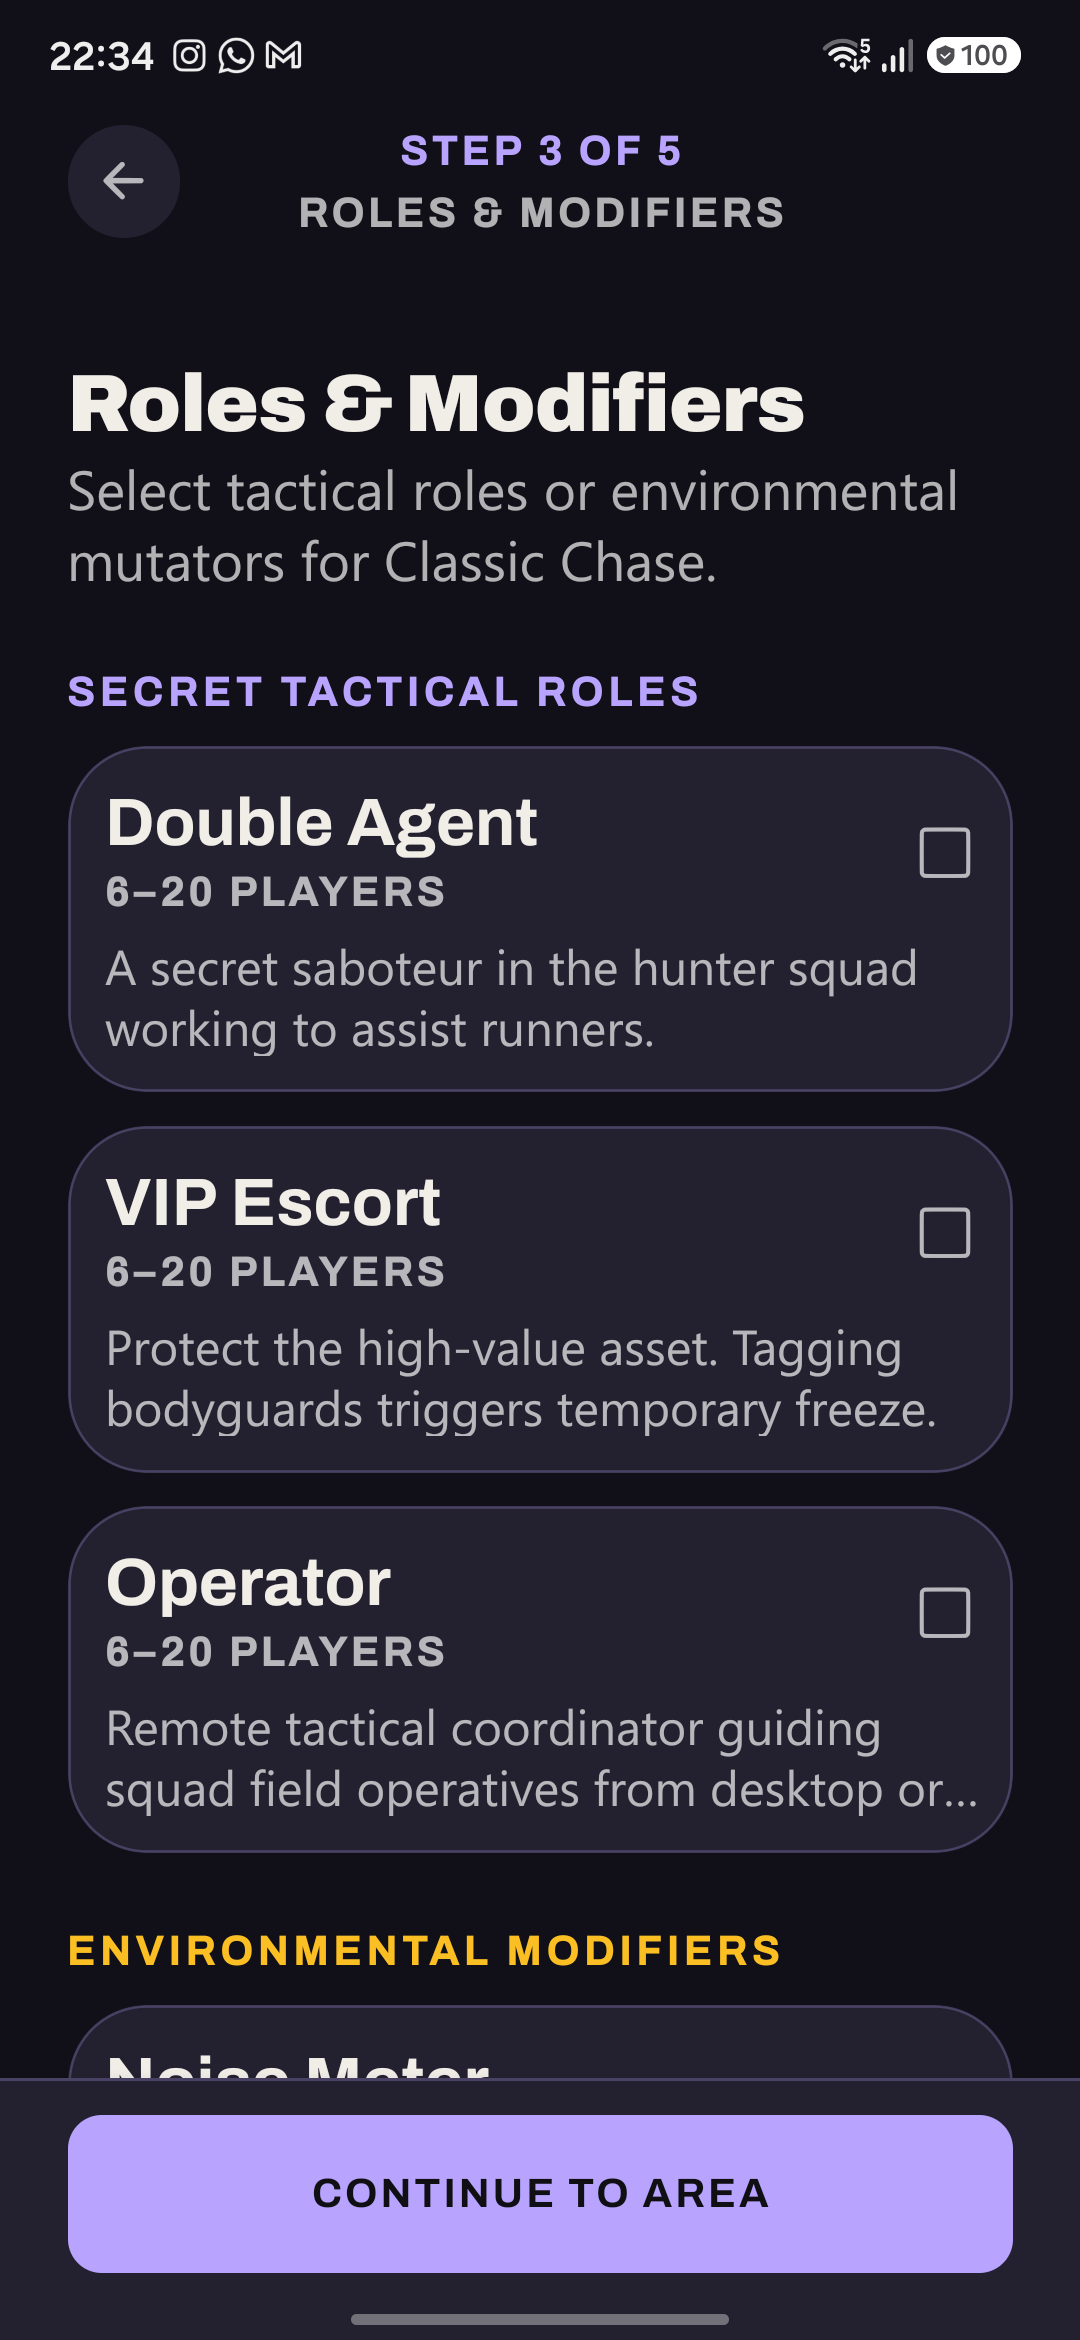 22:34
5
100
STEP 3 OF 5
ROLES & MODIFIERS
Roles & Modifiers
Select tactical roles or environmental
mutators for Classic Chase.
SECRET TACTICAL ROLES
Double Agent
6–20 PLAYERS
A secret saboteur in the hunter squad
working to assist runners.
VIP Escort
6–20 PLAYERS
Protect the high-value asset. Tagging
bodyguards triggers temporary freeze.
Operator
6–20 PLAYERS
Remote tactical coordinator guiding
squad field operatives from desktop or...
ENVIRONMENTAL MODIFIERS
Noise Meter
CONTINUE TO AREA